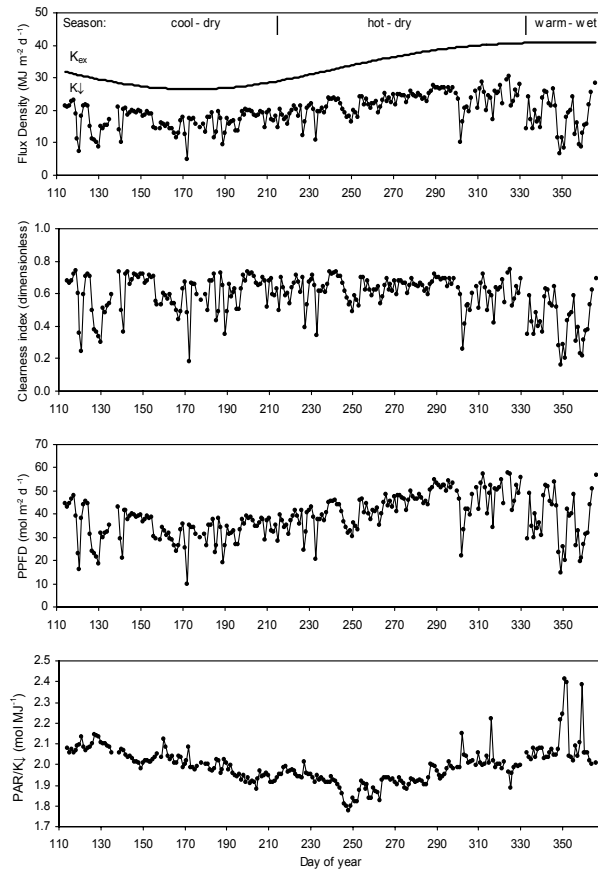 Season: cool - dry hot - dry warm - wet
Flux Density (MJ m-2 d-1)
50
40
30
20
10
0
Kex
K↓
110 130 150 170 190 210 230 250 270 290 310 330 350
Clearness index (dimensionless)
1.0
0.8
0.6
0.4
0.2
0.0
110 130 150 170 190 210 230 250 270 290 310 330 350
PPFD (mol m-2 d-1)
70
60
50
40
30
20
10
0
110 130 150 170 190 210 230 250 270 290 310 330 350
PAR/K↓ (mol MJ-1)
2.5
2.4
2.3
2.2
2.1
2.0
1.9
1.8
1.7
110 130 150 170 190 210 230 250 270 290 310 330 350
Day of year